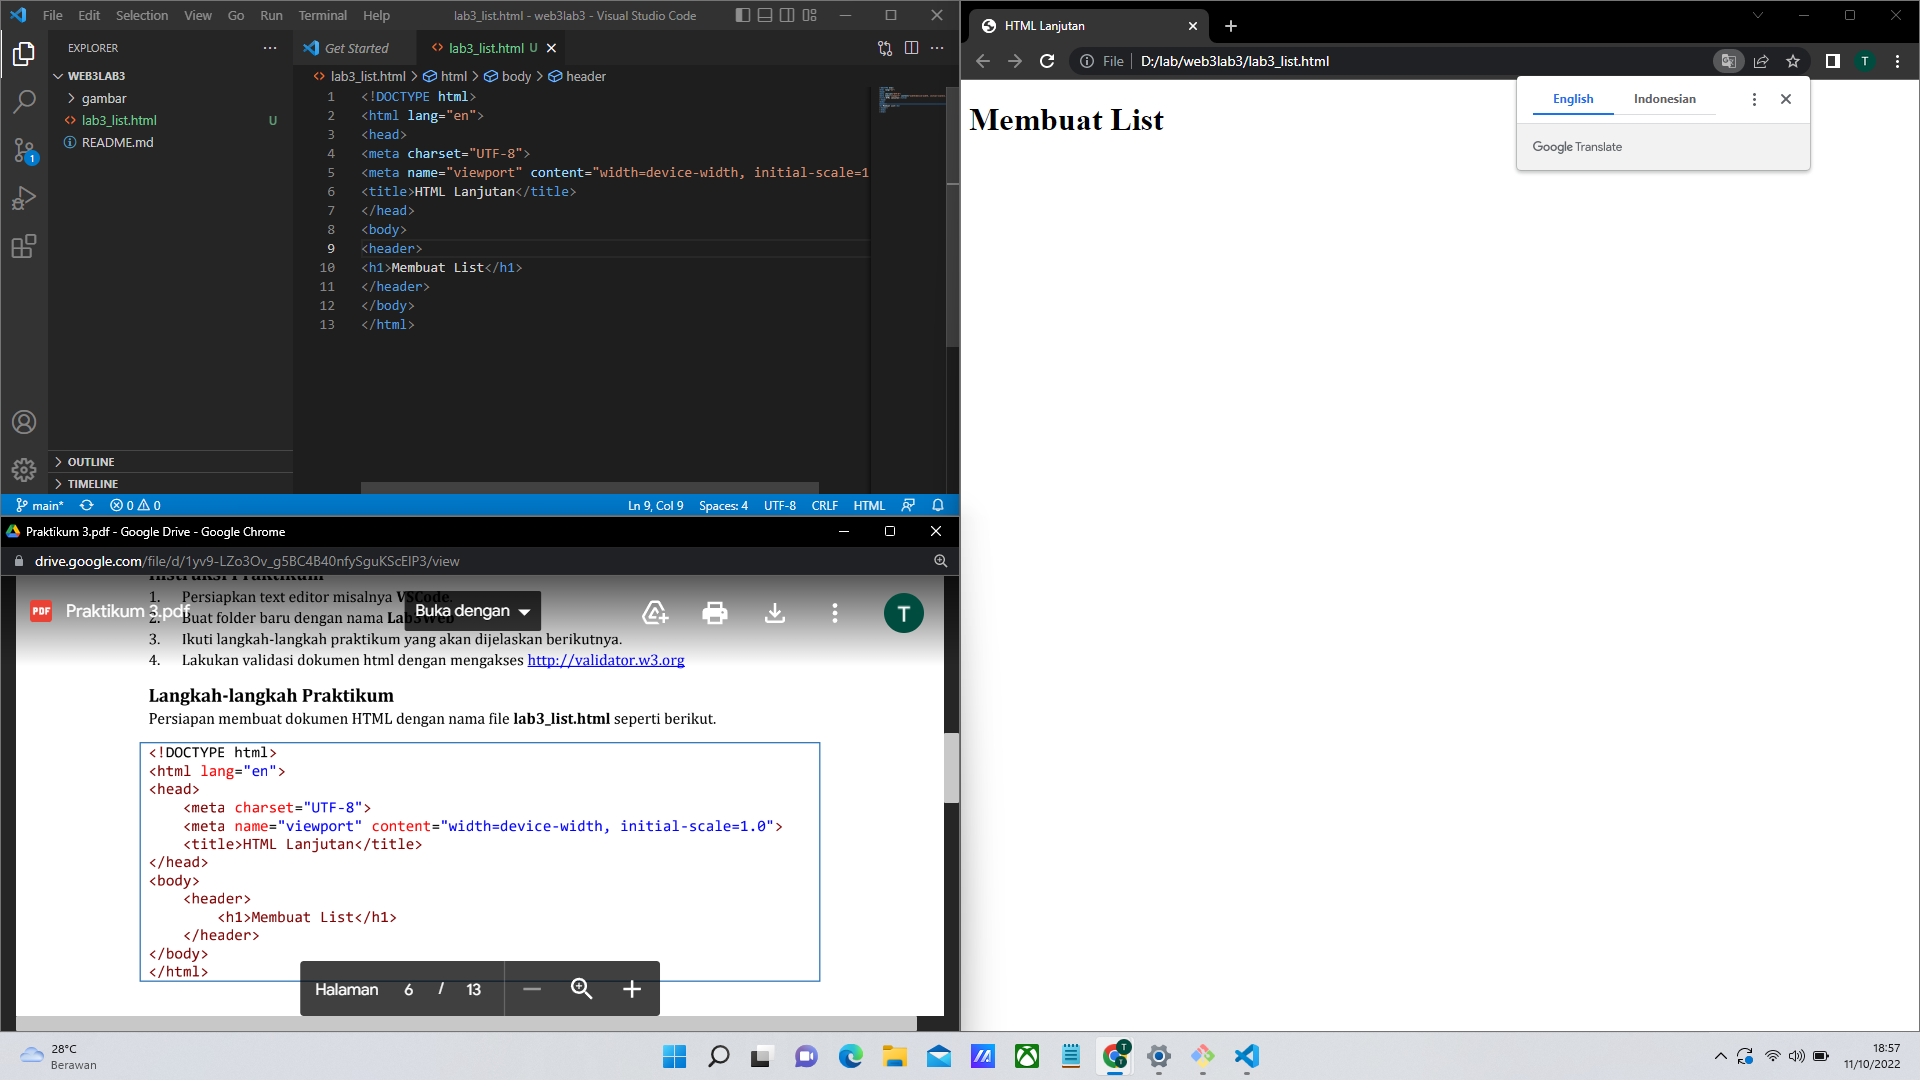 File Edit Selection View Go Run Terminal Help
lab3_list.html - web3lab3 - Visual Studio Code
EXPLORER
WEB3LAB3
gambar
lab3_list.html U
README.md
OUTLINE
TIMELINE
Get Started
lab3_list.html U
lab3_list.html > html > body > header
1 <!DOCTYPE html>
2 <html lang="en">
3 <head>
4 <meta charset="UTF-8">
5 <meta name="viewport" content="width=device-width, initial-scale=1
6 <title>HTML Lanjutan</title>
7 </head>
8 <body>
9 <header>
10 <h1>Membuat List</h1>
11 </header>
12 </body>
13 </html>
1
main* 0 0
Ln 9, Col 9 Spaces: 4 UTF-8 CRLF HTML
HTML Lanjutan
File D:/lab/web3lab3/lab3_list.html T
English Indonesian
Google Translate
Membuat List
Praktikum 3.pdf - Google Drive - Google Chrome
drive.google.com/file/d/1yv9-LZo3Ov_g5BC4B40nfySguKScEIP3/view
PDF Praktikum 3.pdf
Buka dengan
T
Instruksi Praktikum
1. Persiapkan text editor misalnya VSCode.
2. Buat folder baru dengan nama Lab3Web
3. Ikuti langkah-langkah praktikum yang akan dijelaskan berikutnya.
4. Lakukan validasi dokumen html dengan mengakses http://validator.w3.org
Langkah-langkah Praktikum
Persiapan membuat dokumen HTML dengan nama file lab3_list.html seperti berikut.
<!DOCTYPE html>
<html lang="en">
<head>
<meta charset="UTF-8">
<meta name="viewport" content="width=device-width, initial-scale=1.0">
<title>HTML Lanjutan</title>
</head>
<body>
<header>
<h1>Membuat List</h1>
</header>
</body>
</html>
Halaman 6 / 13
28°C
Berawan
18:57
11/10/2022